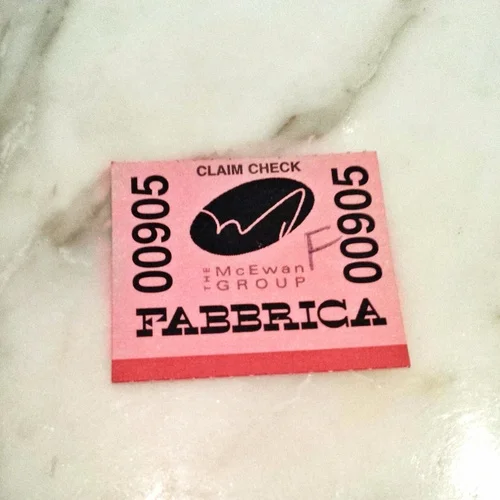 CLAIM CHECK
00905
00905
F
THE McEwan
GROUP
FABBRICA